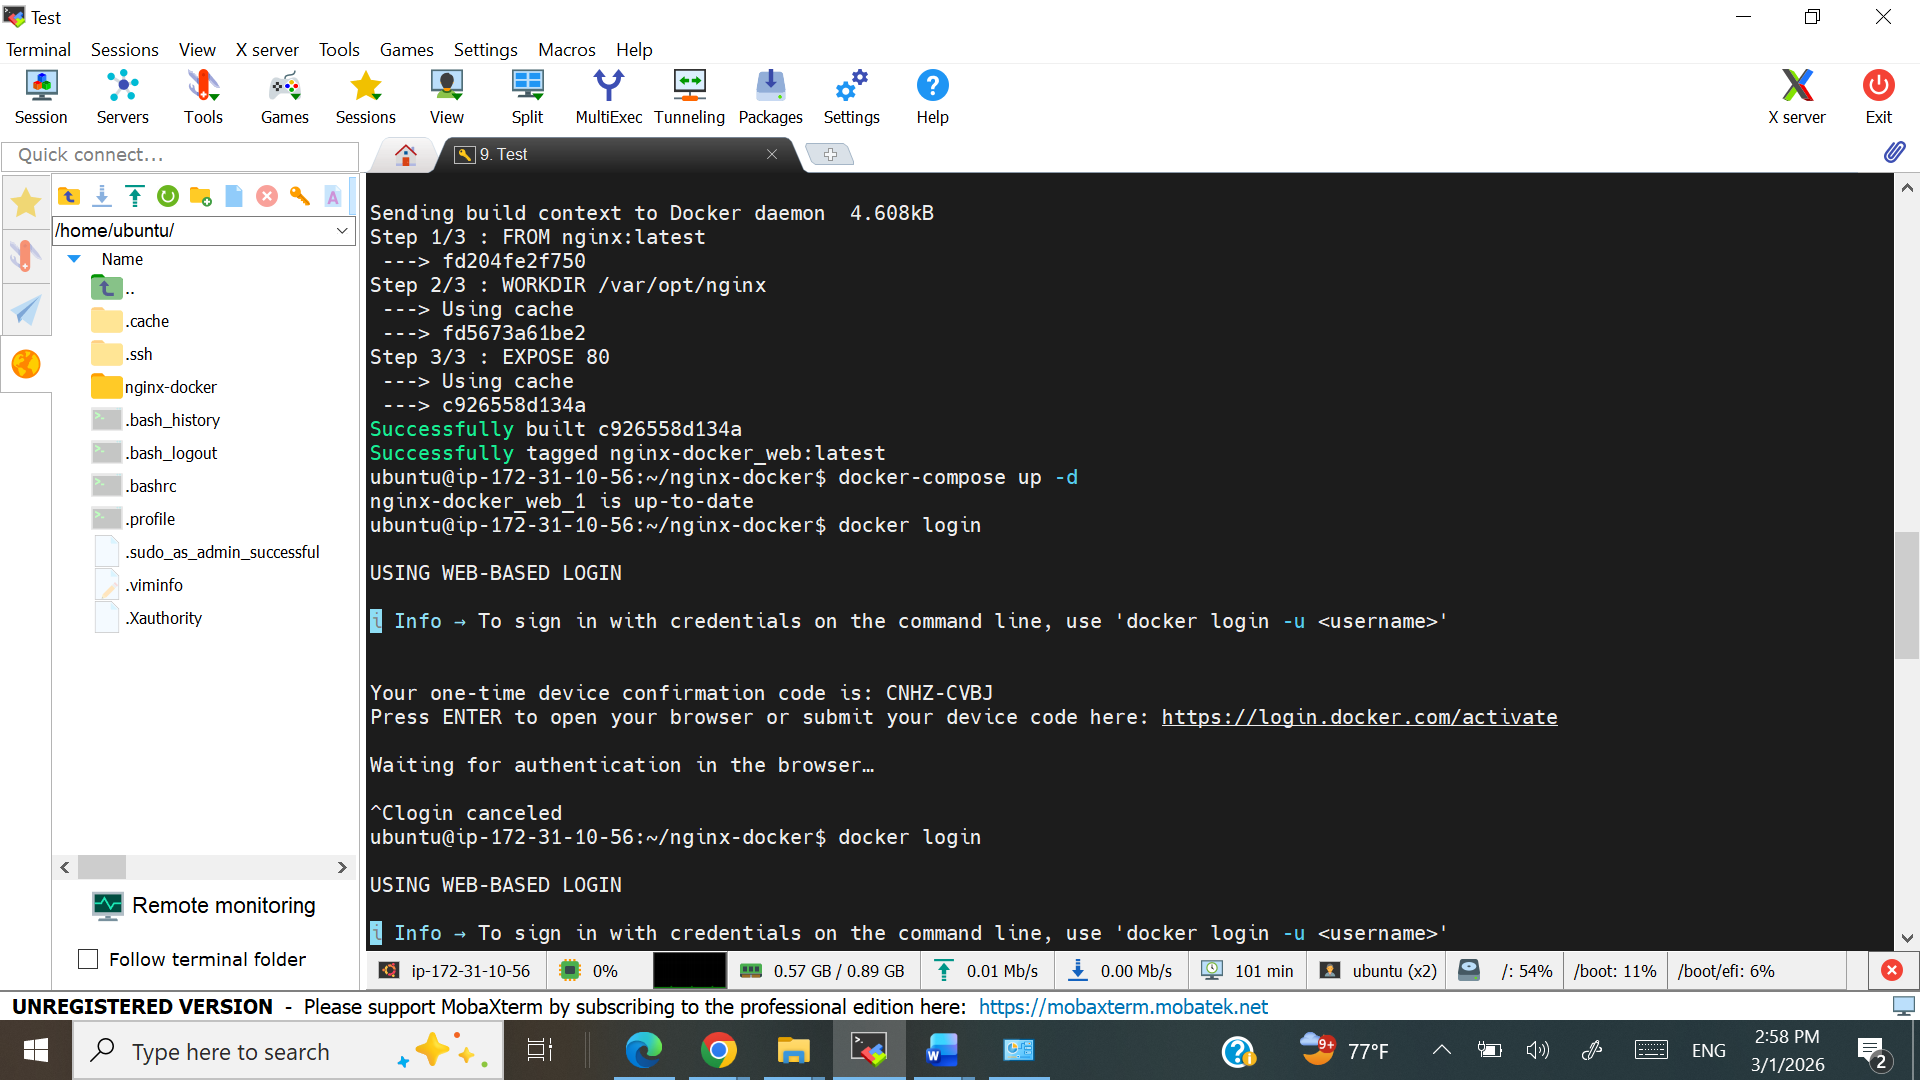 Test
Terminal Sessions View X server Tools Games Settings Macros Help
Session Servers Tools Games Sessions View Split MultiExec Tunneling Packages Settings Help X server Exit
Quick connect...
9. Test
/home/ubuntu/
Name
..
.cache
.ssh
nginx-docker
.bash_history
.bash_logout
.bashrc
.profile
.sudo_as_admin_successful
.viminfo
.Xauthority
Remote monitoring
Follow terminal folder
Sending build context to Docker daemon  4.608kB
Step 1/3 : FROM nginx:latest
 ---> fd204fe2f750
Step 2/3 : WORKDIR /var/opt/nginx
 ---> Using cache
 ---> fd5673a61be2
Step 3/3 : EXPOSE 80
 ---> Using cache
 ---> c926558d134a
Successfully built c926558d134a
Successfully tagged nginx-docker_web:latest
ubuntu@ip-172-31-10-56:~/nginx-docker$ docker-compose up -d
nginx-docker_web_1 is up-to-date
ubuntu@ip-172-31-10-56:~/nginx-docker$ docker login
USING WEB-BASED LOGIN
i Info → To sign in with credentials on the command line, use 'docker login -u <username>'
Your one-time device confirmation code is: CNHZ-CVBJ
Press ENTER to open your browser or submit your device code here: https://login.docker.com/activate
Waiting for authentication in the browser…
^Clogin canceled
ubuntu@ip-172-31-10-56:~/nginx-docker$ docker login
USING WEB-BASED LOGIN
i Info → To sign in with credentials on the command line, use 'docker login -u <username>'
ip-172-31-10-56 0% 0.57 GB / 0.89 GB 0.01 Mb/s 0.00 Mb/s 101 min ubuntu (x2) /: 54% /boot: 11% /boot/efi: 6%
UNREGISTERED VERSION - Please support MobaXterm by subscribing to the professional edition here: https://mobaxterm.mobatek.net
Type here to search
9+
77°F
ENG
2:58 PM
3/1/2026
2